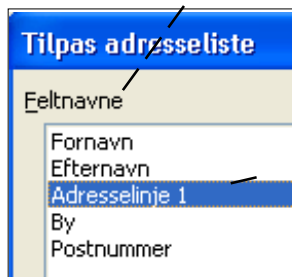 Tilpas adresseliste
Feltnavne
Fornavn
Efternavn
Adresselinje 1
By
Postnummer